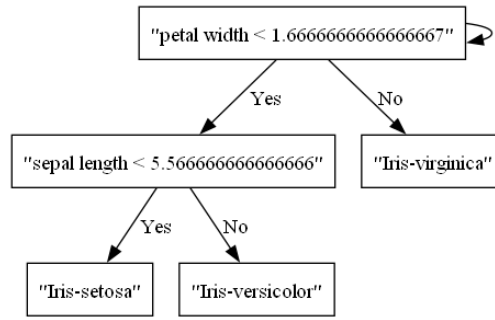 "petal width < 1.6666666666666667"
Yes
No
"sepal length < 5.566666666666666"
"Iris-virginica"
Yes
No
"Iris-setosa"
"Iris-versicolor"